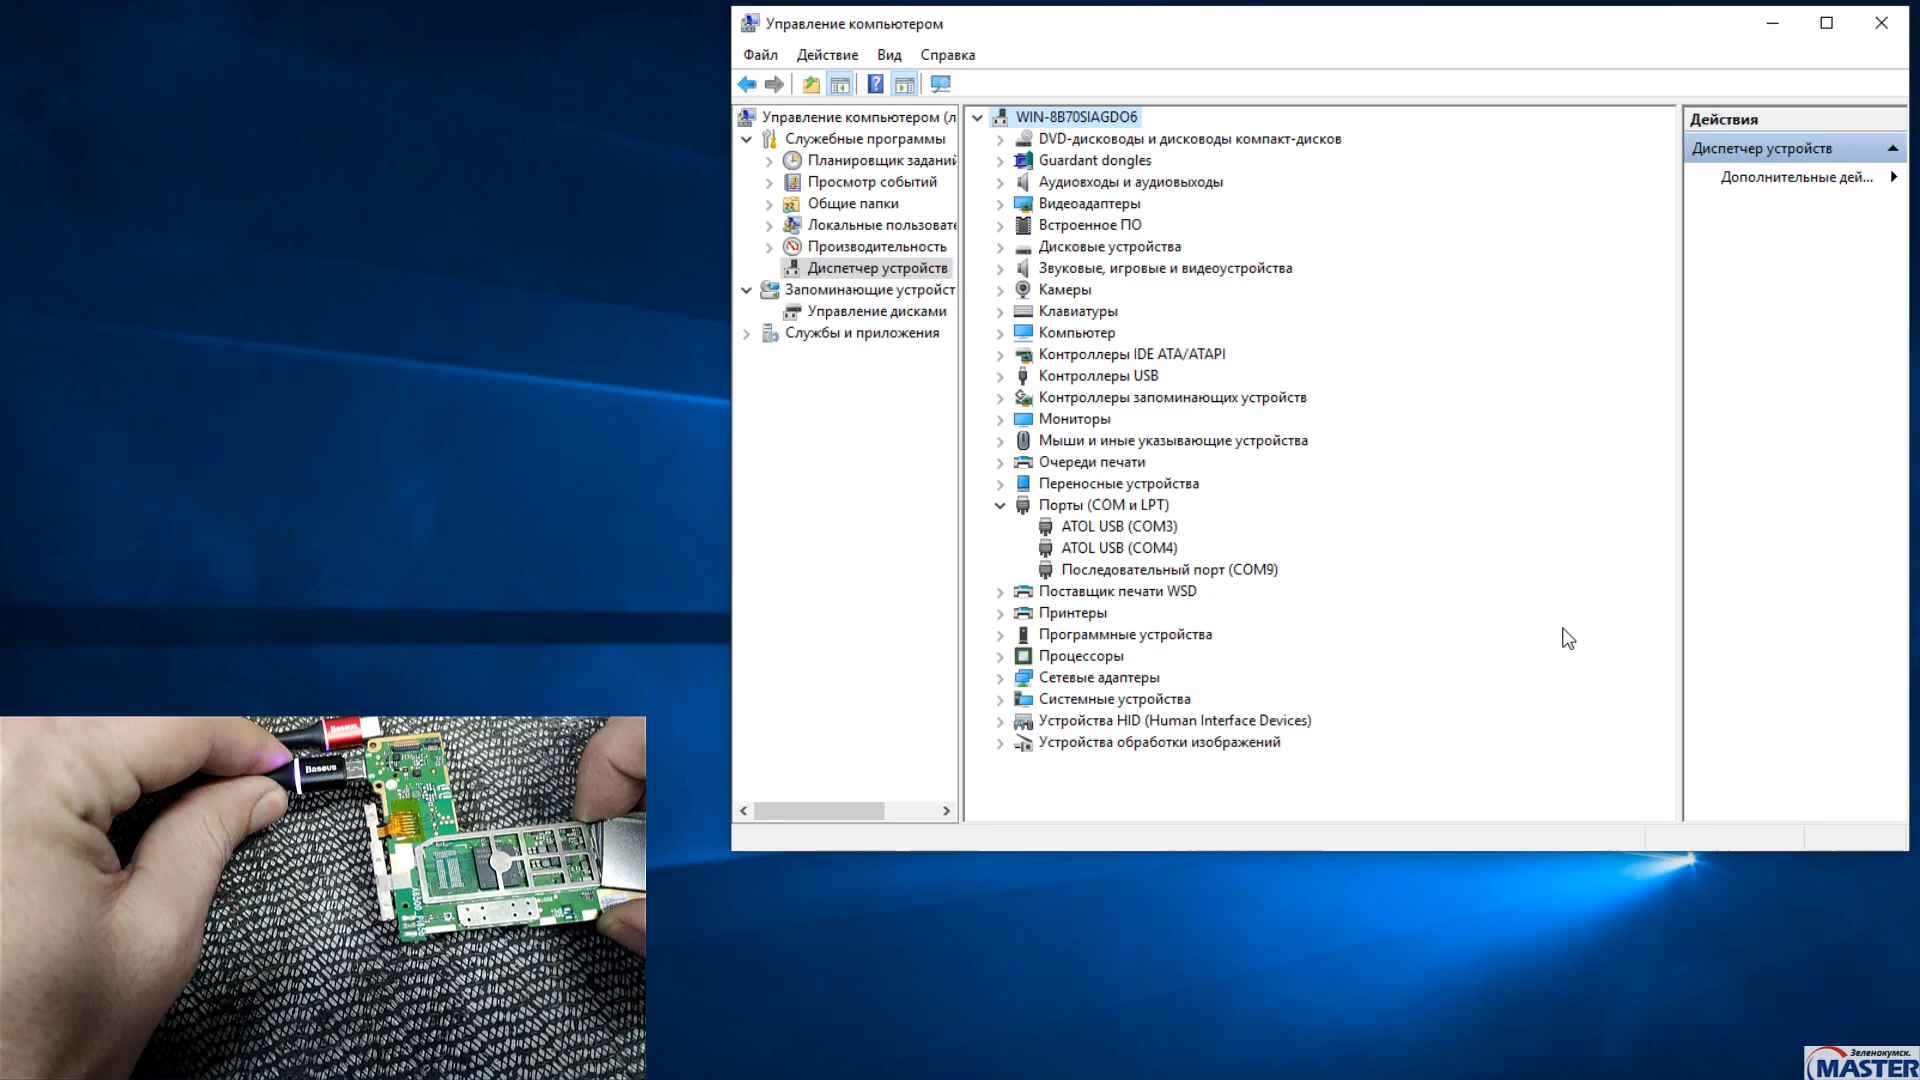 Управление компьютером
Файл Действие Вид Справка
Управление компьютером (л
Служебные программы
Планировщик заданий
Просмотр событий
Общие папки
Локальные пользовате
Производительность
Диспетчер устройств
Запоминающие устройст
Управление дисками
Службы и приложения
WIN-8B70SIAGDO6
DVD-дисководы и дисководы компакт-дисков
Guardant dongles
Аудиовходы и аудиовыходы
Видеоадаптеры
Встроенное ПО
Дисковые устройства
Звуковые, игровые и видеоустройства
Камеры
Клавиатуры
Компьютер
Контроллеры IDE ATA/ATAPI
Контроллеры USB
Контроллеры запоминающих устройств
Мониторы
Мыши и иные указывающие устройства
Очереди печати
Переносные устройства
Порты (COM и LPT)
ATOL USB (COM3)
ATOL USB (COM4)
Последовательный порт (COM9)
Поставщик печати WSD
Принтеры
Программные устройства
Процессоры
Сетевые адаптеры
Системные устройства
Устройства HID (Human Interface Devices)
Устройства обработки изображений
Действия
Диспетчер устройств
Дополнительные дей...
Baseus
Baseus
Зеленокумск.
MASTER